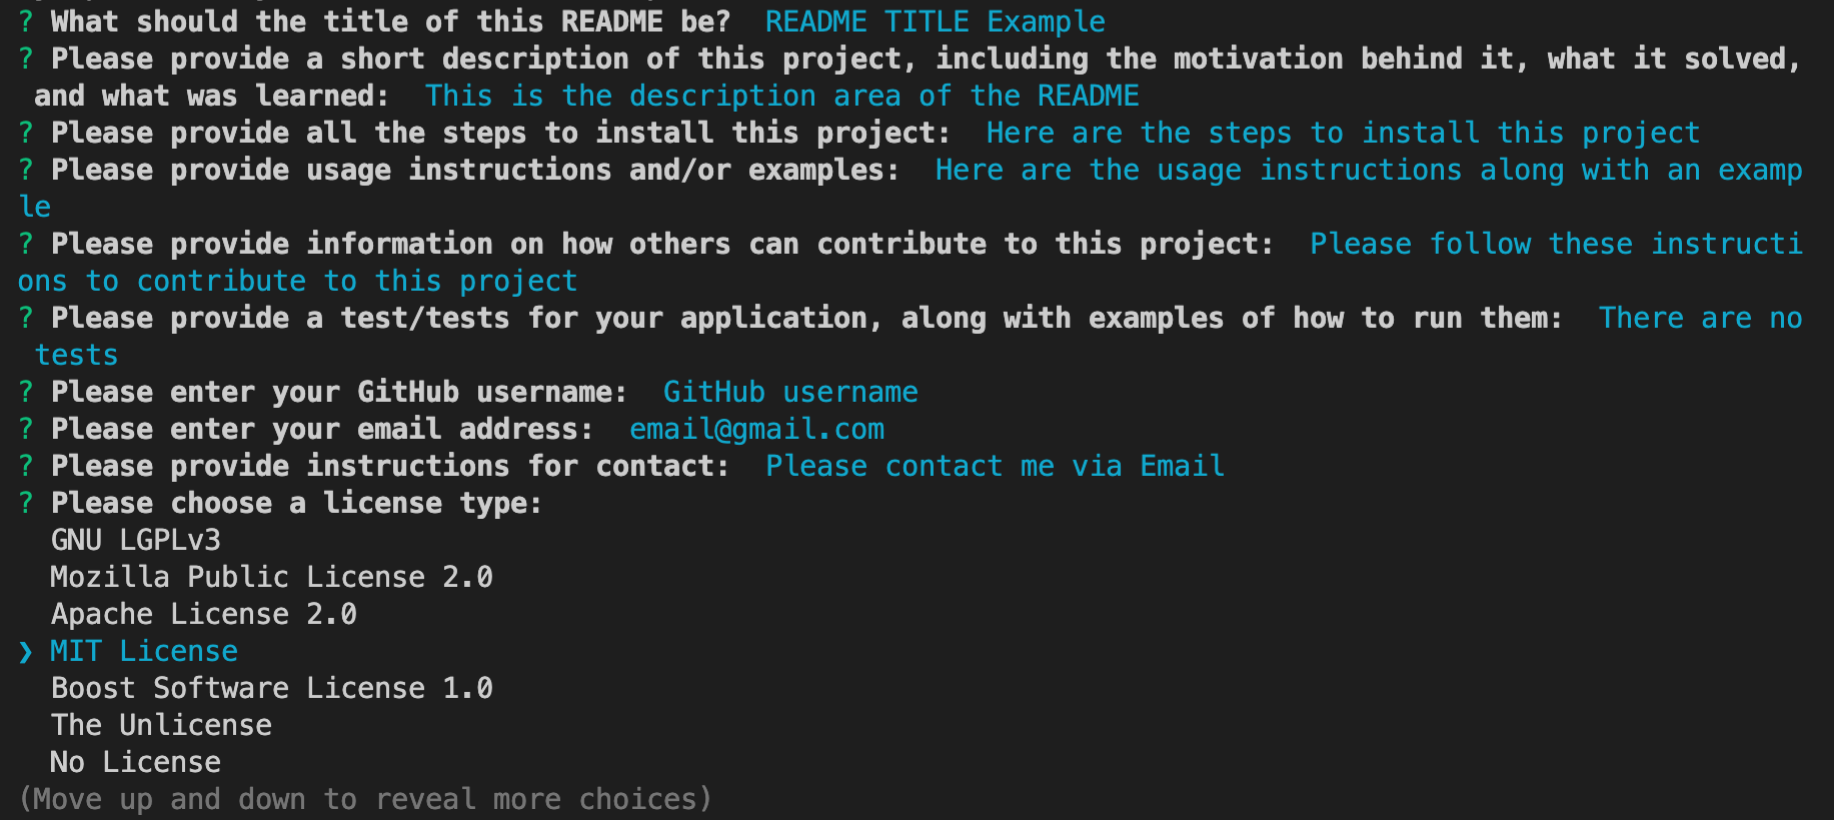 ? What should the title of this README be?  README TITLE Example
? Please provide a short description of this project, including the motivation behind it, what it solved,
 and what was learned:  This is the description area of the README
? Please provide all the steps to install this project:  Here are the steps to install this project
? Please provide usage instructions and/or examples:  Here are the usage instructions along with an examp
le
? Please provide information on how others can contribute to this project:  Please follow these instructi
ons to contribute to this project
? Please provide a test/tests for your application, along with examples of how to run them:  There are no
 tests
? Please enter your GitHub username:  GitHub username
? Please enter your email address:  email@gmail.com
? Please provide instructions for contact:  Please contact me via Email
? Please choose a license type:
  GNU LGPLv3
  Mozilla Public License 2.0
  Apache License 2.0
❯ MIT License
  Boost Software License 1.0
  The Unlicense
  No License
(Move up and down to reveal more choices)